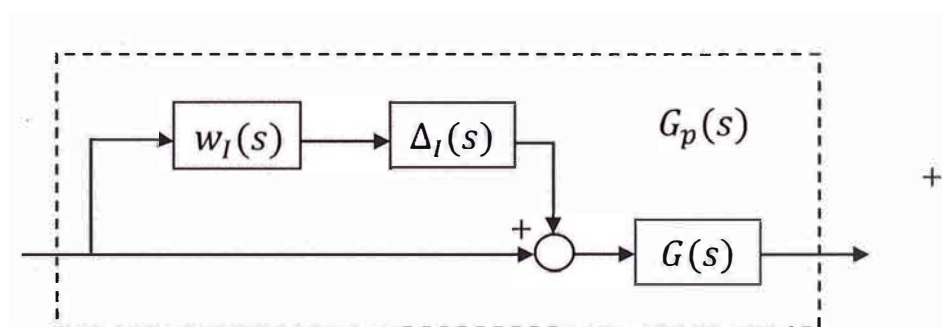 w_I(s)
Δ_I(s)
G_p(s)
+
+
G(s)